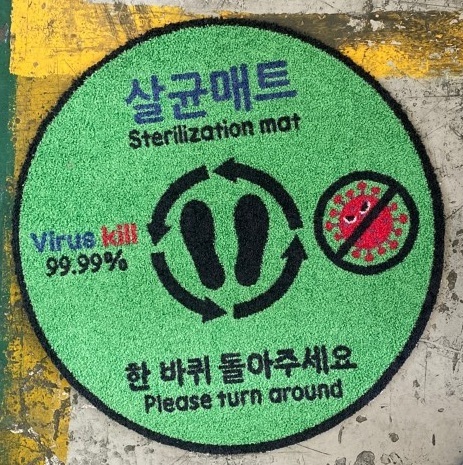 살균매트
Sterilization mat
Virus kill
99.99%
한 바퀴 돌아주세요
Please turn around